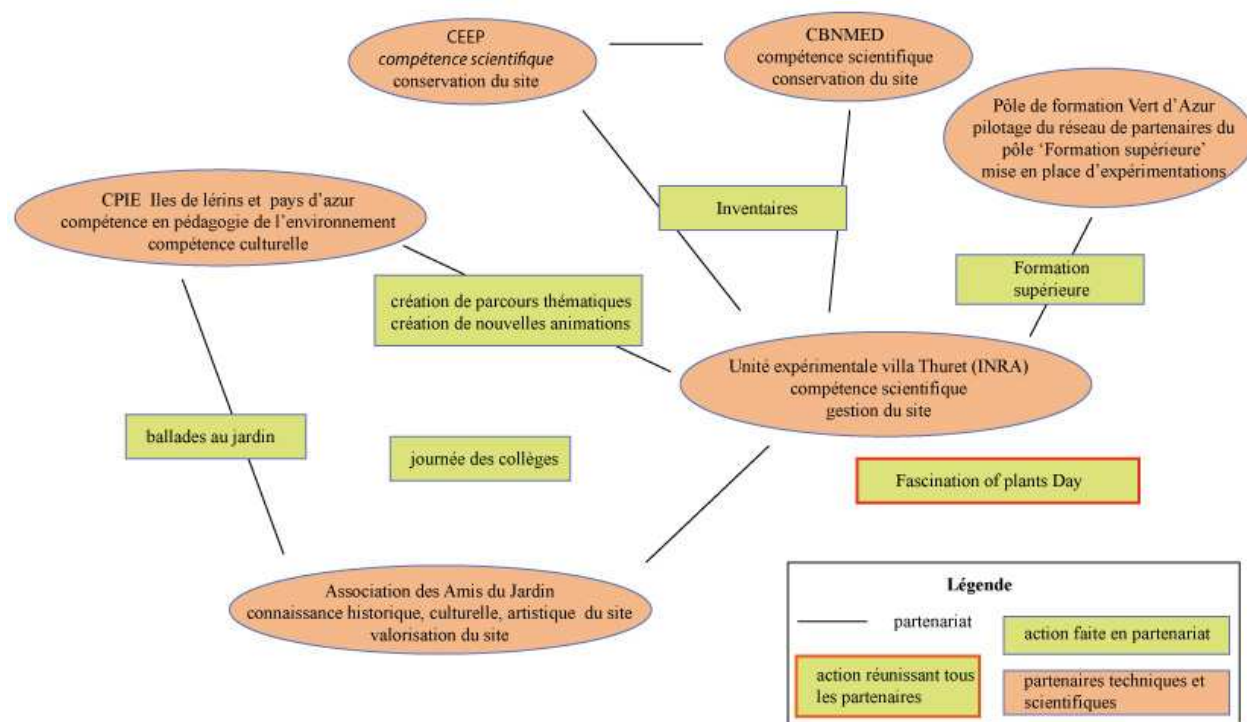 CEEP
compétence scientifique
conservation du site
CBNMED
compétence scientifique
conservation du site
Pôle de formation Vert d’Azur
pilotage du réseau de partenaires du
pôle ‘Formation supérieure’
mise en place d’expérimentations
CPIE Iles de lérins et pays d’azur
compétence en pédagogie de l’environnement
compétence culturelle
Inventaires
Formation
supérieure
création de parcours thématiques
création de nouvelles animations
Unité expérimentale villa Thuret (INRA)
compétence scientifique
gestion du site
ballades au jardin
journée des collèges
Fascination of plants Day
Association des Amis du Jardin
connaissance historique, culturelle, artistique du site
valorisation du site
Légende
partenariat
action faite en partenariat
action réunissant tous
les partenaires
partenaires techniques et
scientifiques